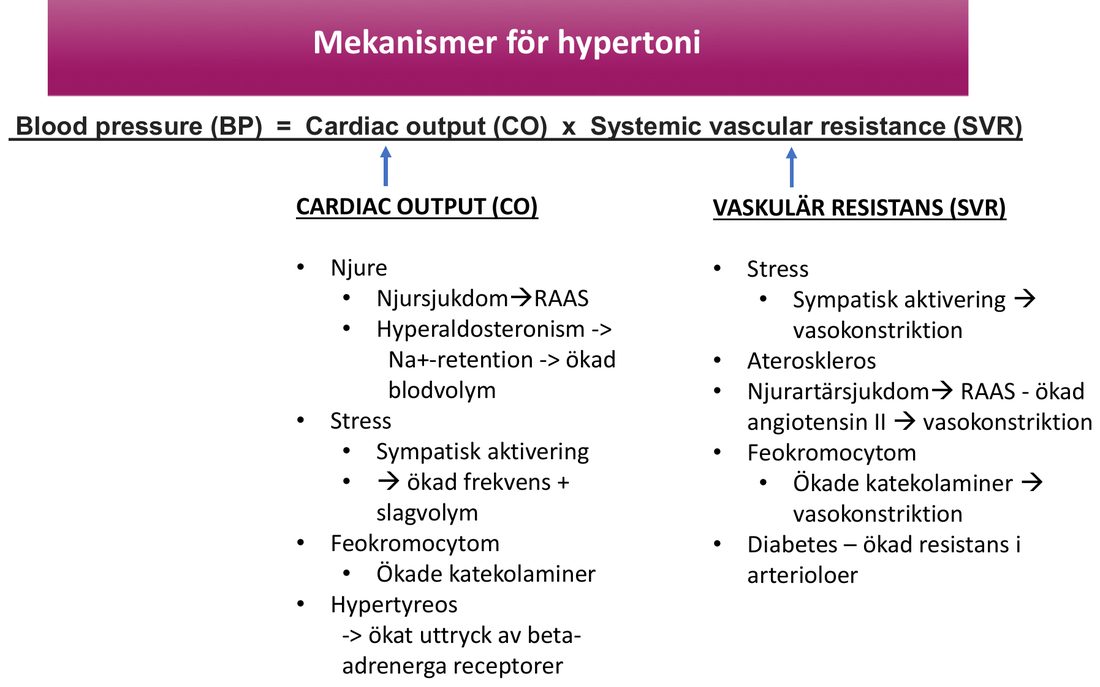 Mekanismer för hypertoni
Blood pressure (BP) = Cardiac output (CO) x Systemic vascular resistance (SVR)
CARDIAC OUTPUT (CO)
• Njure
• Njursjukdom→RAAS
• Hyperaldosteronism ->
Na+-retention -> ökad
blodvolym
• Stress
• Sympatisk aktivering
• → ökad frekvens +
slagvolym
• Feokromocytom
• Ökade katekolaminer
• Hypertyreos
-> ökat uttryck av beta-
adrenerga receptorer
VASKULÄR RESISTANS (SVR)
• Stress
• Sympatisk aktivering →
vasokonstriktion
• Ateroskleros
• Njurartärsjukdom→ RAAS - ökad
angiotensin II → vasokonstriktion
• Feokromocytom
• Ökade katekolaminer →
vasokonstriktion
• Diabetes – ökad resistans i
arterioloer